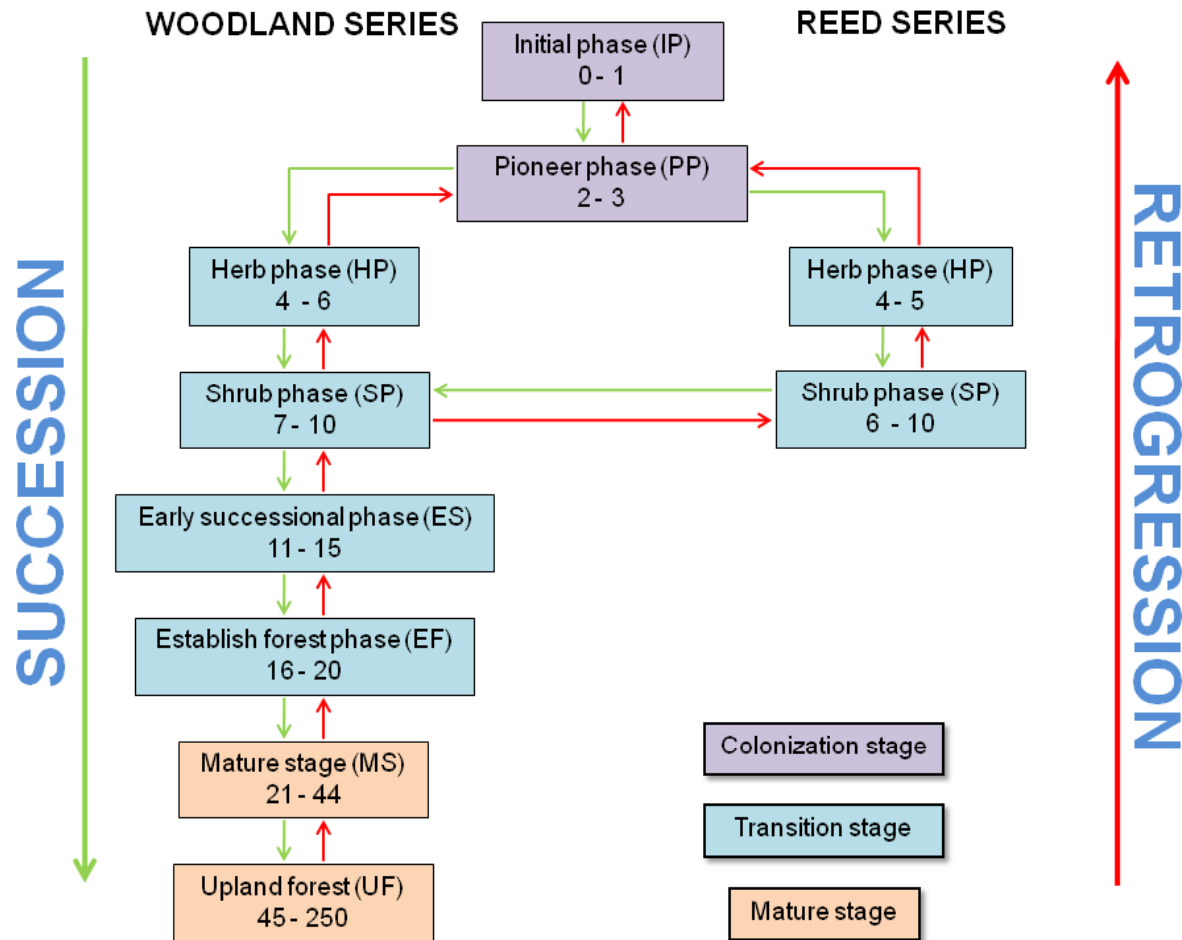 WOODLAND SERIES
REED SERIES
Initial phase (IP)
0 - 1
Pioneer phase (PP)
2 - 3
Herb phase (HP)
4 - 6
Herb phase (HP)
4 - 5
Shrub phase (SP)
7 - 10
Shrub phase (SP)
6 - 10
Early successional phase (ES)
11 - 15
Establish forest phase (EF)
16 - 20
Mature stage (MS)
21 - 44
Upland forest (UF)
45 - 250
SUCCESSION
RETROGRESSION
Colonization stage
Transition stage
Mature stage